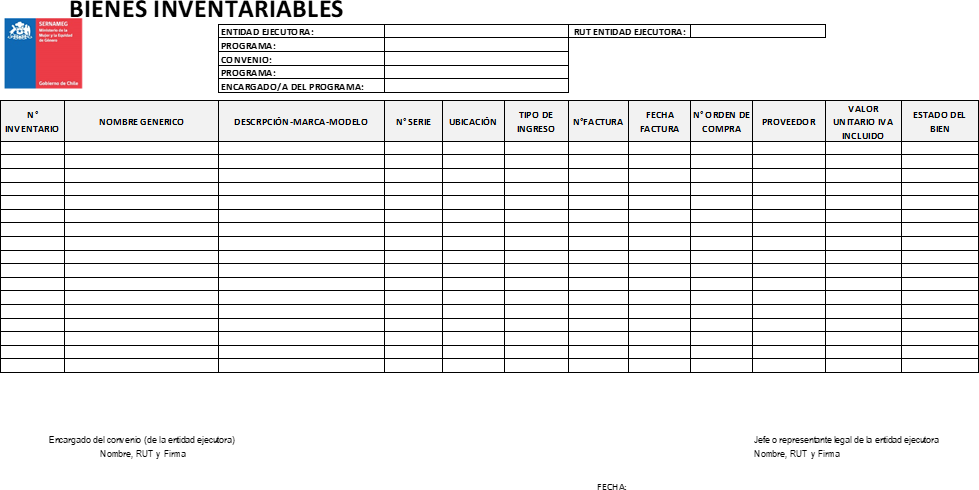 BIENES INVENTARIABLES
SERNAMEG
Ministerio de la
Mujer y la Equidad
de Género
Gobierno de Chile
ENTIDAD EJECUTORA:
RUT ENTIDAD EJECUTORA:
PROGRAMA:
CONVENIO:
PROGRAMA:
ENCARGADO/A DEL PROGRAMA:
N°
INVENTARIO
NOMBRE GENERICO
DESCRPCIÓN-MARCA-MODELO
N° SERIE
UBICACIÓN
TIPO DE
INGRESO
N°FACTURA
FECHA
FACTURA
N° ORDEN DE
COMPRA
PROVEEDOR
VALOR
UNITARIO IVA
INCLUIDO
ESTADO DEL
BIEN
Encargado del convenio (de la entidad ejecutora)
Nombre, RUT y Firma
Jefe o representante legal de la entidad ejecutora
Nombre, RUT y Firma
FECHA: